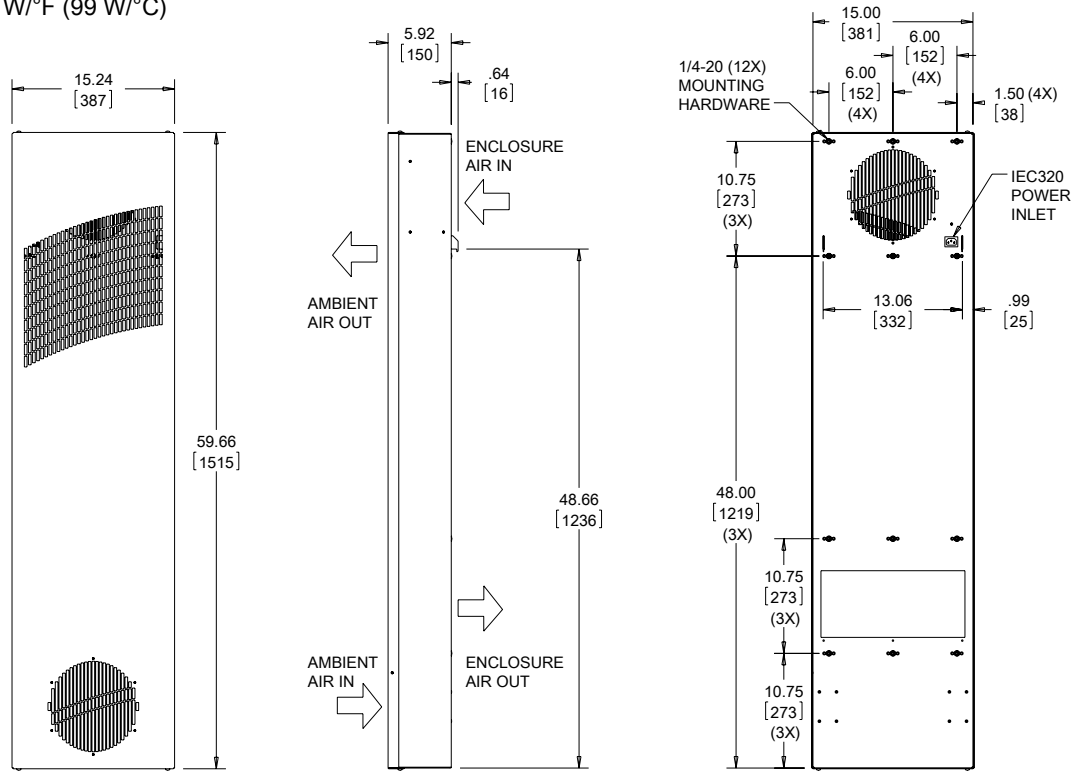 W/°F (99 W/°C)
15.24
[387]
59.66
[1515]
5.92
[150]
.64
[16]
ENCLOSURE
AIR IN
AMBIENT
AIR OUT
48.66
[1236]
AMBIENT
AIR IN
ENCLOSURE
AIR OUT
15.00
[381]
6.00
[152]
(4X)
6.00
[152]
(4X)
1.50 (4X)
[38]
1/4-20 (12X)
MOUNTING
HARDWARE
IEC320
POWER
INLET
10.75
[273]
(3X)
13.06
[332]
.99
[25]
48.00
[1219]
(3X)
10.75
[273]
(3X)
10.75
[273]
(3X)